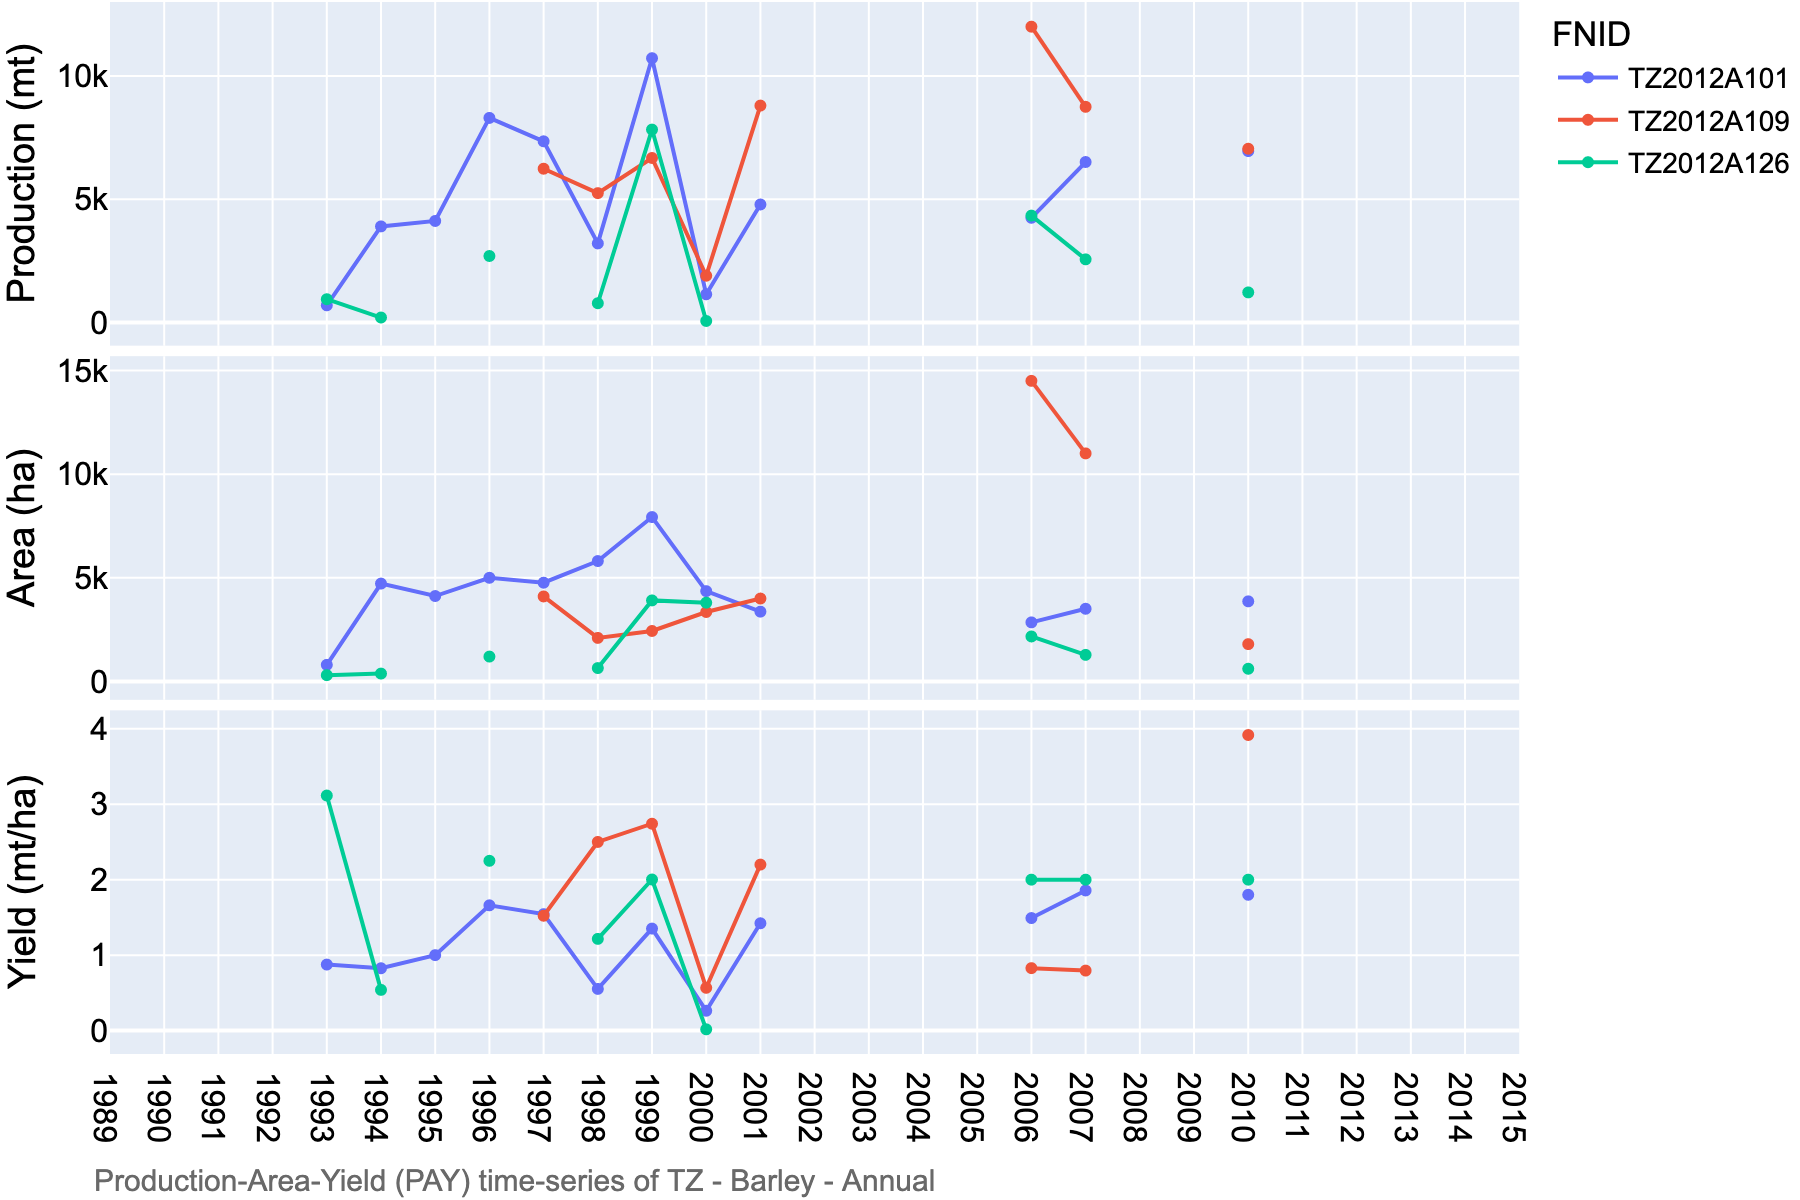 Production (mt)
10k
5k
0
Area (ha)
15k
10k
5k
0
Yield (mt/ha)
4
3
2
1
0
1989 1990 1991 1992 1993 1994 1995 1996 1997 1998 1999 2000 2001 2002 2003 2004 2005 2006 2007 2008 2009 2010 2011 2012 2013 2014 2015
Production-Area-Yield (PAY) time-series of TZ - Barley - Annual
FNID
TZ2012A101
TZ2012A109
TZ2012A126